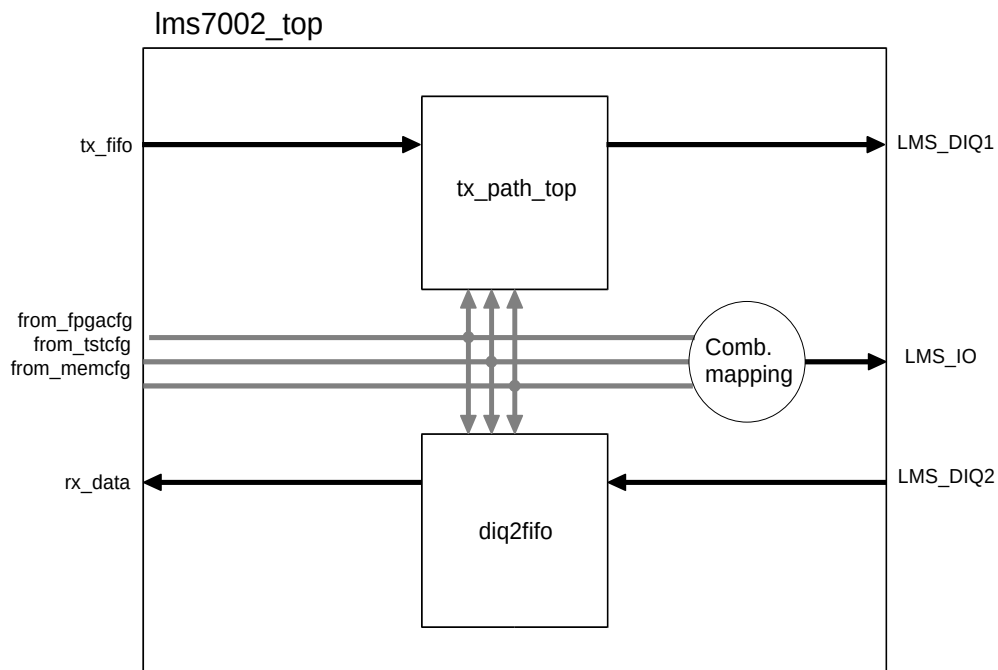 lms7002_top
tx_fifo
LMS_DIQ1
tx_path_top
from_fpgacfg
from_tstcfg
from_memcfg
Comb.
mapping
LMS_IO
rx_data
LMS_DIQ2
diq2fifo